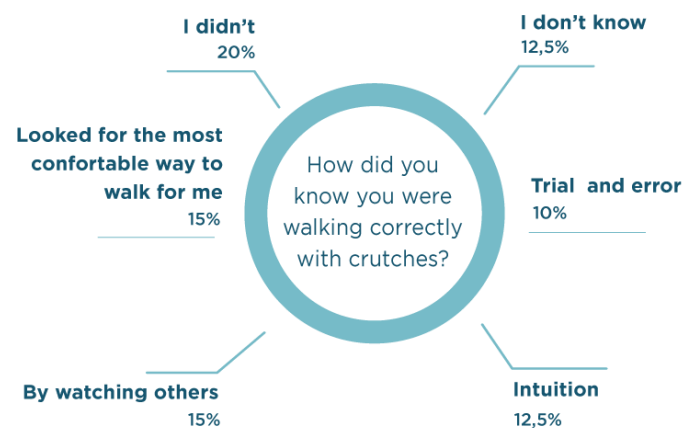 I didn't
20%
I don't know
12,5%
Looked for the most
confortable way to
walk for me
15%
How did you
know you were
walking correctly
with crutches?
Trial and error
10%
By watching others
15%
Intuition
12,5%